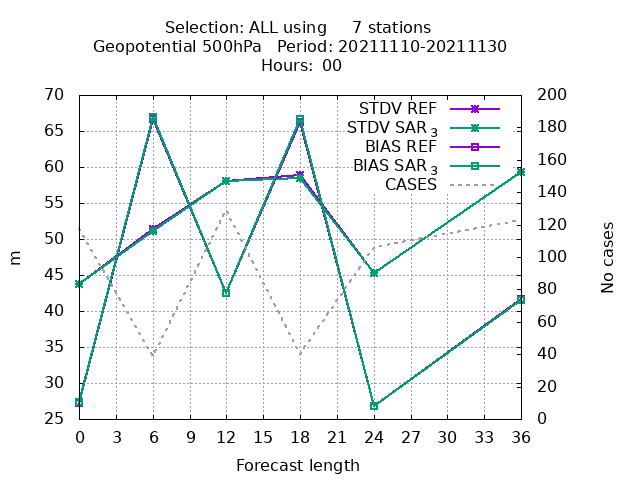 Selection: ALL using 7 stations
Geopotential 500hPa Period: 20211110-20211130
Hours: 00
STDV REF
STDV SAR 3
BIAS REF
BIAS SAR 3
CASES
70
65
60
55
50
45
40
35
30
25
200
180
160
140
120
100
80
60
40
20
0
m
No cases
0 3 6 9 12 15 18 21 24 27 30 33 36
Forecast length